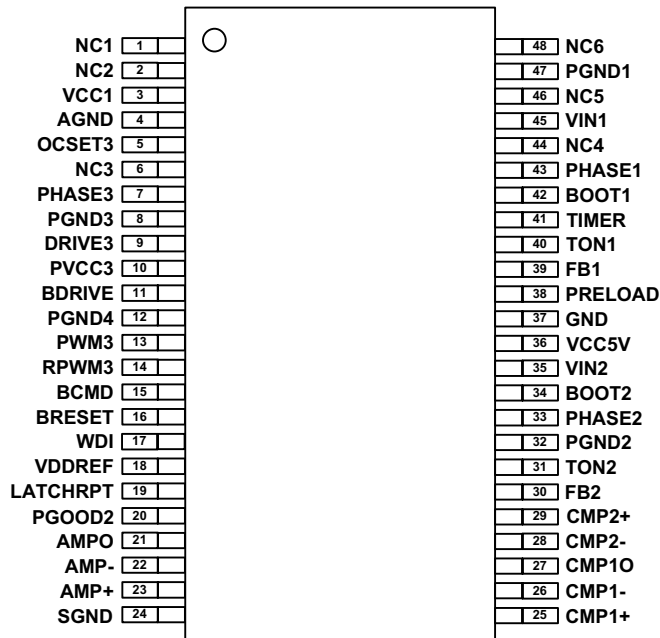 NC1 1 48 NC6
NC2 2 47 PGND1
VCC1 3 46 NC5
AGND 4 45 VIN1
OCSET3 5 44 NC4
NC3 6 43 PHASE1
PHASE3 7 42 BOOT1
PGND3 8 41 TIMER
DRIVE3 9 40 TON1
PVCC3 10 39 FB1
BDRIVE 11 38 PRELOAD
PGND4 12 37 GND
PWM3 13 36 VCC5V
RPWM3 14 35 VIN2
BCMD 15 34 BOOT2
BRESET 16 33 PHASE2
WDI 17 32 PGND2
VDDREF 18 31 TON2
LATCHRPT 19 30 FB2
PGOOD2 20 29 CMP2+
AMPO 21 28 CMP2-
AMP- 22 27 CMP1O
AMP+ 23 26 CMP1-
SGND 24 25 CMP1+